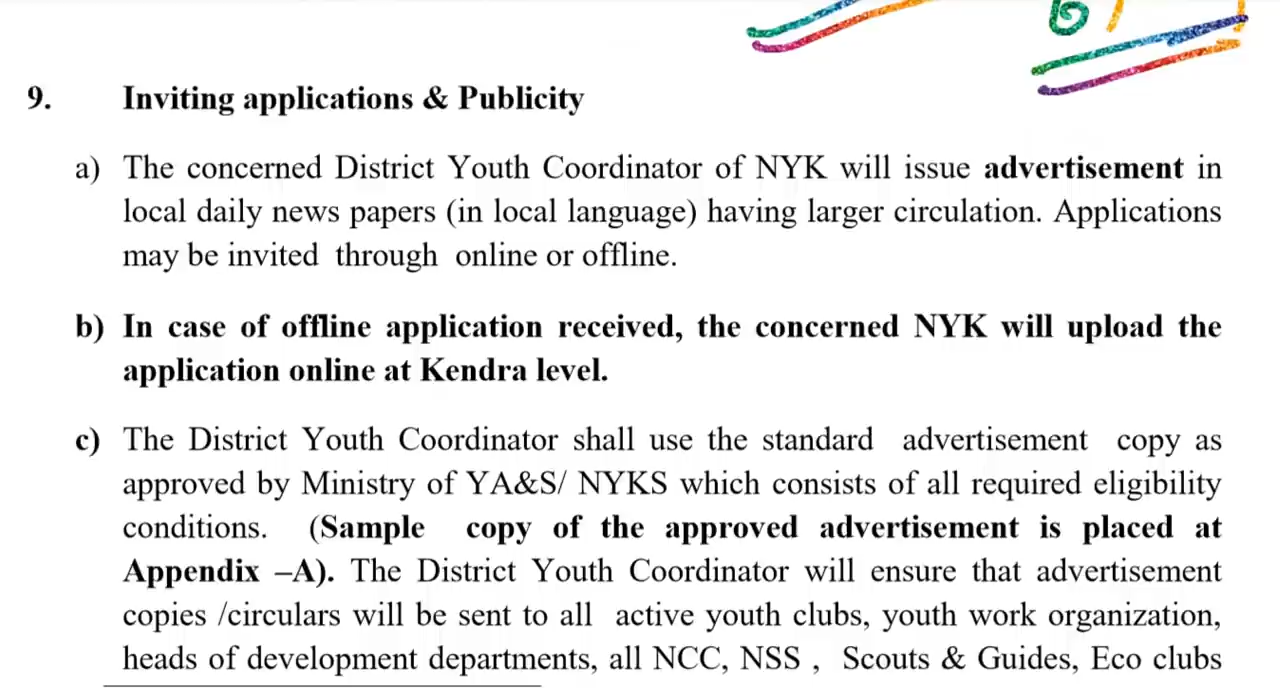 9. Inviting applications & Publicity
a) The concerned District Youth Coordinator of NYK will issue advertisement in
local daily news papers (in local language) having larger circulation. Applications
may be invited through online or offline.
b) In case of offline application received, the concerned NYK will upload the
application online at Kendra level.
c) The District Youth Coordinator shall use the standard advertisement copy as
approved by Ministry of YA&S/ NYKS which consists of all required eligibility
conditions. (Sample copy of the approved advertisement is placed at
Appendix –A). The District Youth Coordinator will ensure that advertisement
copies /circulars will be sent to all active youth clubs, youth work organization,
heads of development departments, all NCC, NSS , Scouts & Guides, Eco clubs